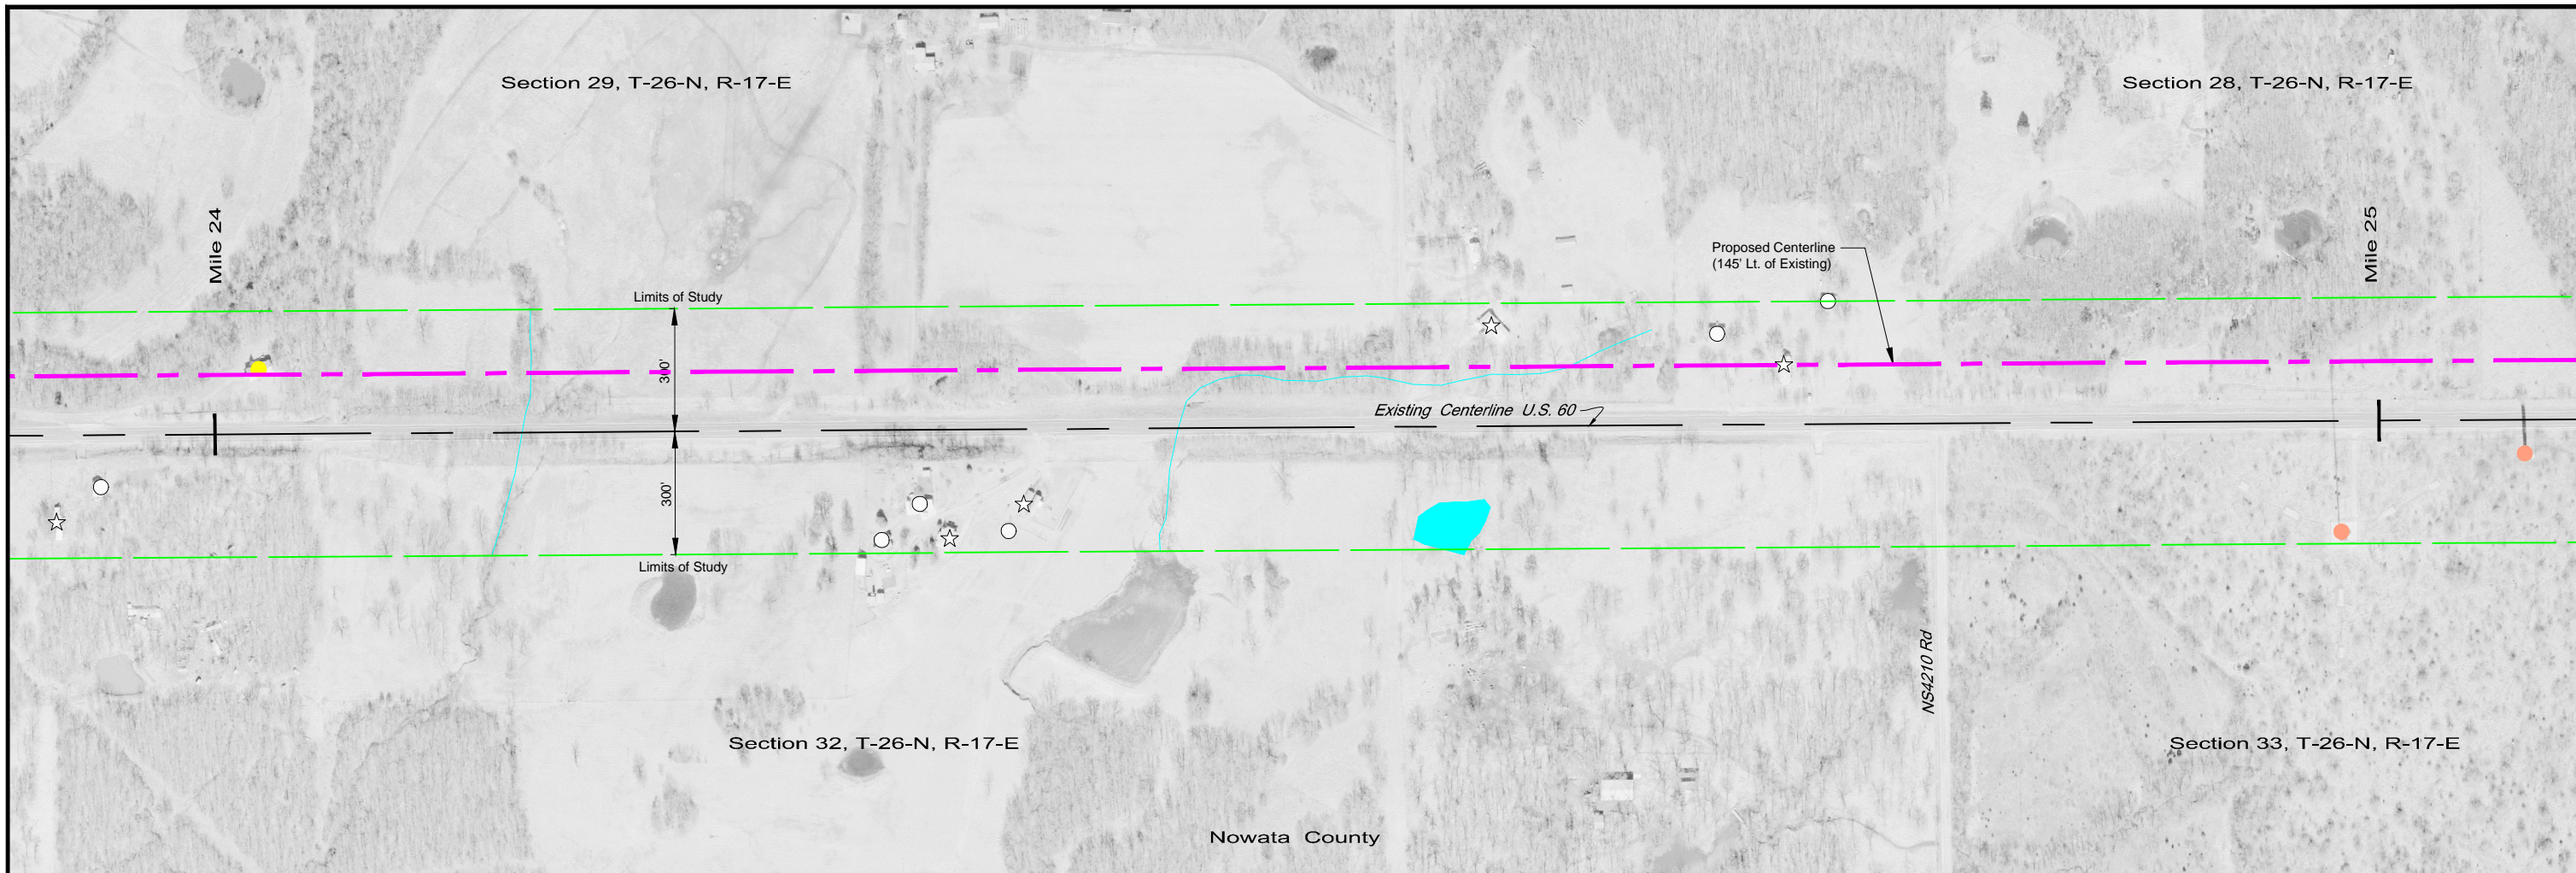 Section 29, T-26-N, R-17-E
Section 28, T-26-N, R-17-E
Mile 24
Mile 25
Proposed Centerline
(145' Lt. of Existing)
Limits of Study
300'
Existing Centerline U.S. 60
300'
Limits of Study
NS4210 Rd
Section 32, T-26-N, R-17-E
Section 33, T-26-N, R-17-E
Nowata County